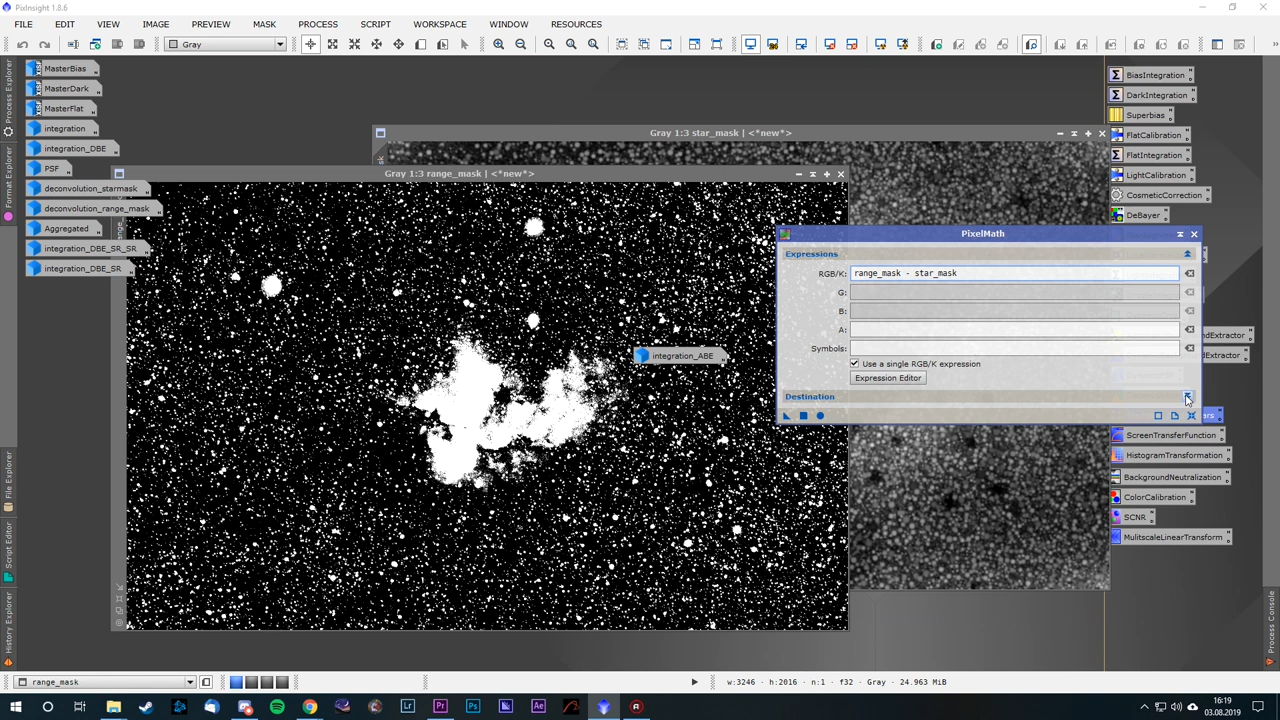 PixInsight 1.8.6
FILE EDIT VIEW IMAGE PREVIEW MASK PROCESS SCRIPT WORKSPACE WINDOW RESOURCES
Gray
Process Explorer
Format Explorer
File Explorer
Script Editor
History Explorer
MasterBias
MasterDark
MasterFlat
integration
integration_DBE
PSF
deconvolution_starmask
deconvolution_range_mask
Aggregated
integration_DBE_SR_SR
integration_DBE_SR
Gray 1:3 star_mask | <*new*>
Gray 1:3 range_mask | <*new*>
integration_ABE
PixelMath
Expressions
RGB/K: range_mask - star_mask
G:
B:
A:
Symbols:
Use a single RGB/K expression
Expression Editor
Destination
BiasIntegration
DarkIntegration
Superbias
FlatCalibration
FlatIntegration
LightCalibration
CosmeticCorrection
DeBayer
ScreenTransferFunction
HistogramTransformation
BackgroundNeutralization
ColorCalibration
SCNR
MulitscaleLinearTransform
Process Console
range_mask
w:3246 · h:2016 · n:1 · f32 · Gray · 24.963 MiB
16:19
03.08.2019